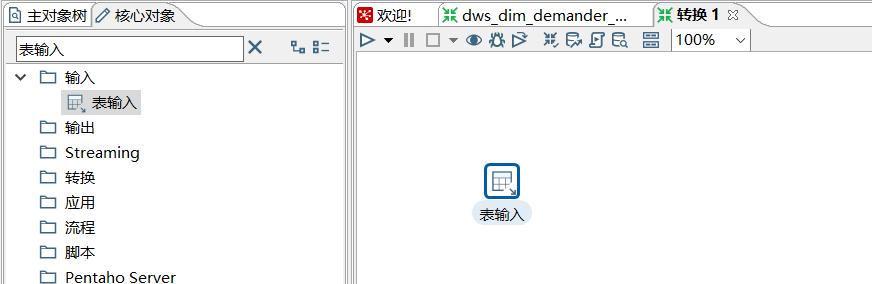 主对象树 核心对象
表输入
输入
表输入
输出
Streaming
转换
应用
流程
脚本
Pentaho Server
欢迎! dws_dim_demander_... 转换 1
100%
表输入